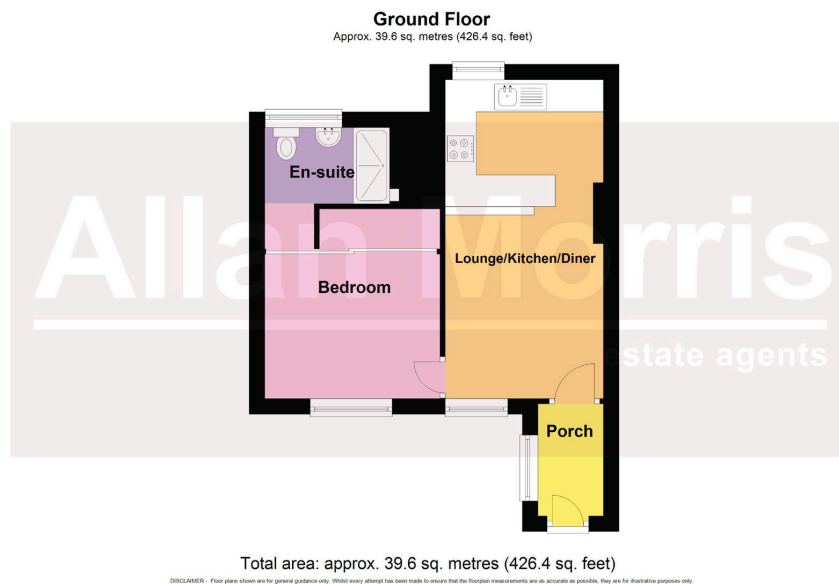 Ground Floor
Approx. 39.6 sq. metres (426.4 sq. feet)
En-suite
Allan Morris
Lounge/Kitchen/Diner
Bedroom
estate agents
Porch
Total area: approx. 39.6 sq. metres (426.4 sq. feet)
DISCLAIMER - Floor plans shown are for general guidance only. Whilst every attempt has been made to ensure that the floorplan measurements are as accurate as possible, they are for illustrative purposes only.